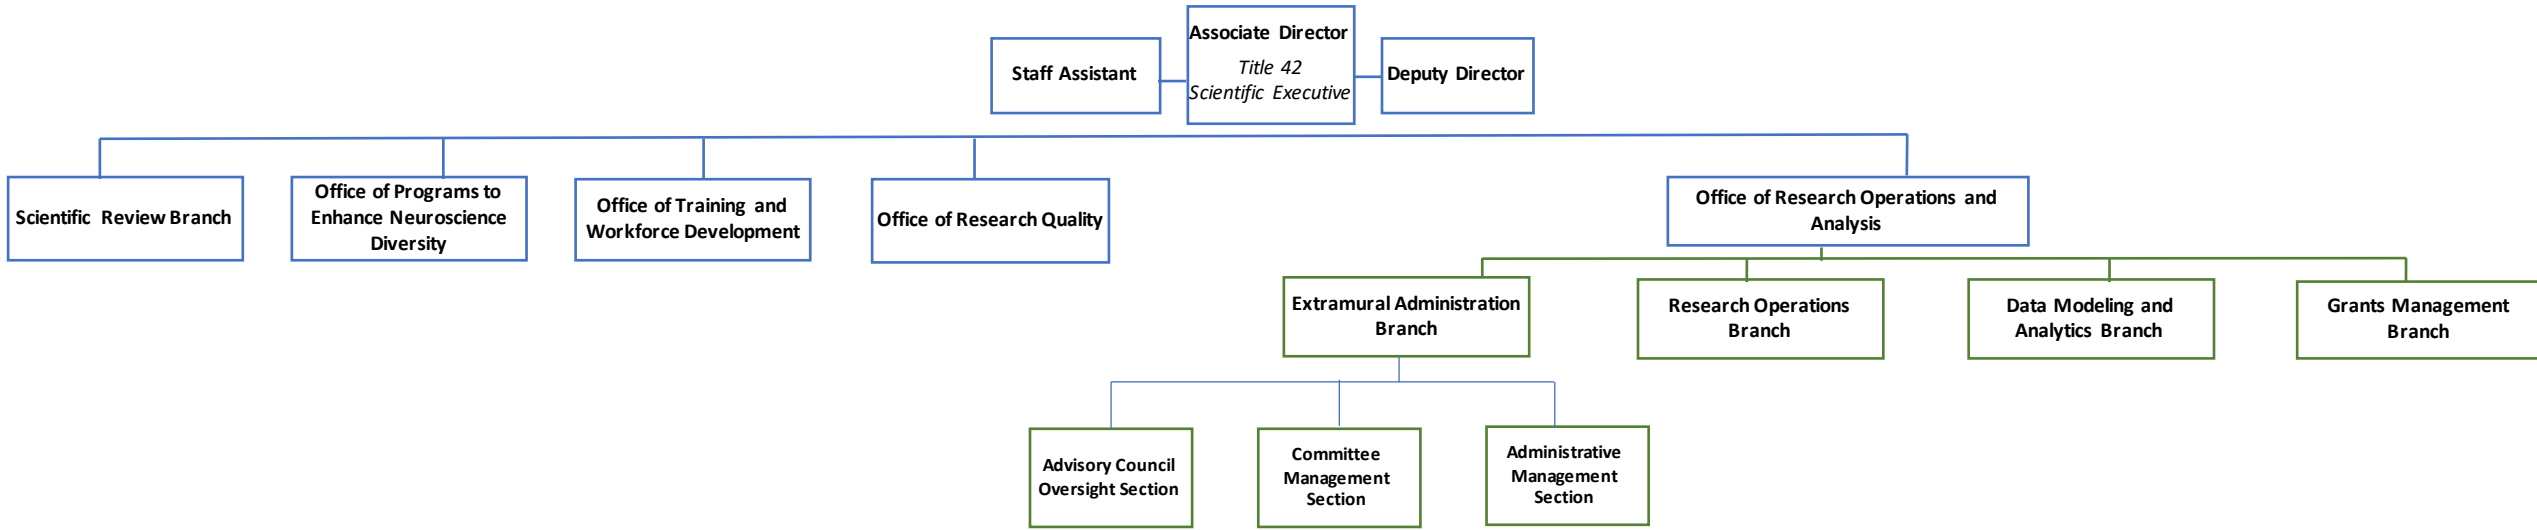 Associate Director
Title 42
Scientific Executive
Staff Assistant
Deputy Director
Scientific Review Branch
Office of Programs to
Enhance Neuroscience
Diversity
Office of Training and
Workforce Development
Office of Research Quality
Office of Research Operations and
Analysis
Extramural Administration
Branch
Research Operations
Branch
Data Modeling and
Analytics Branch
Grants Management
Branch
Advisory Council
Oversight Section
Committee
Management
Section
Administrative
Management
Section